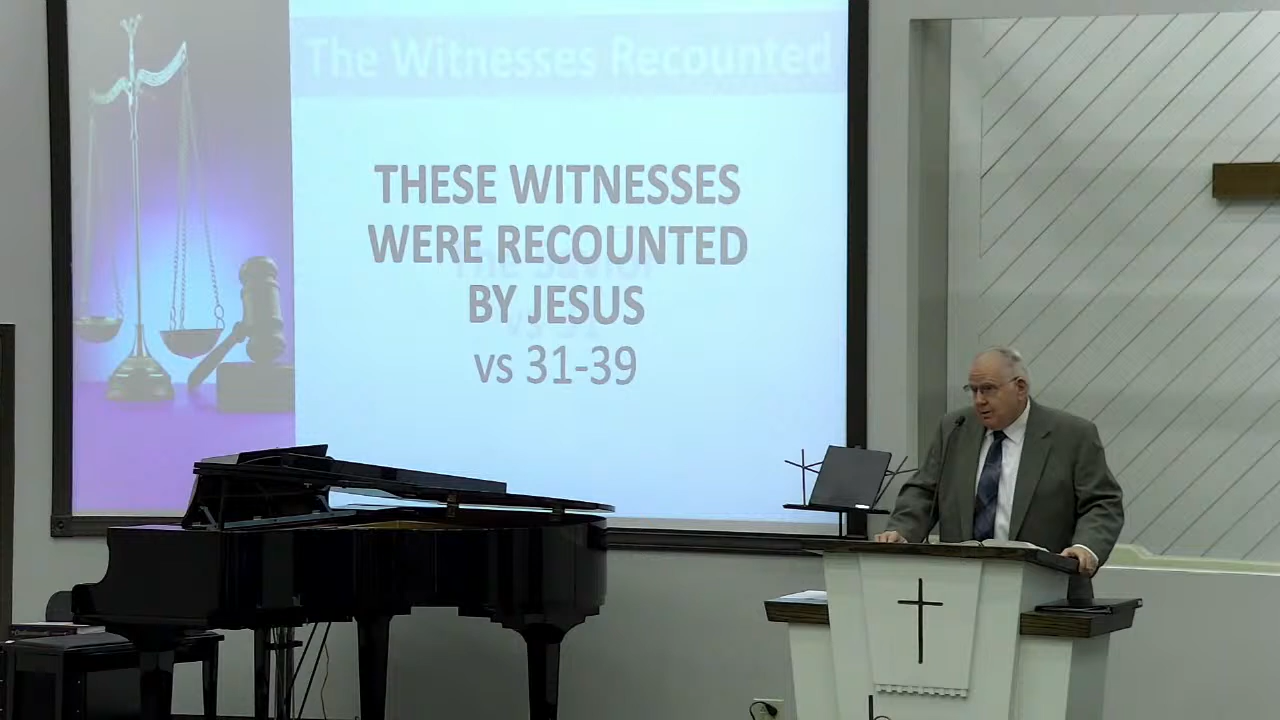 The Witnesses Recounted
THESE WITNESSES
WERE RECOUNTED
BY JESUS
vs 31-39